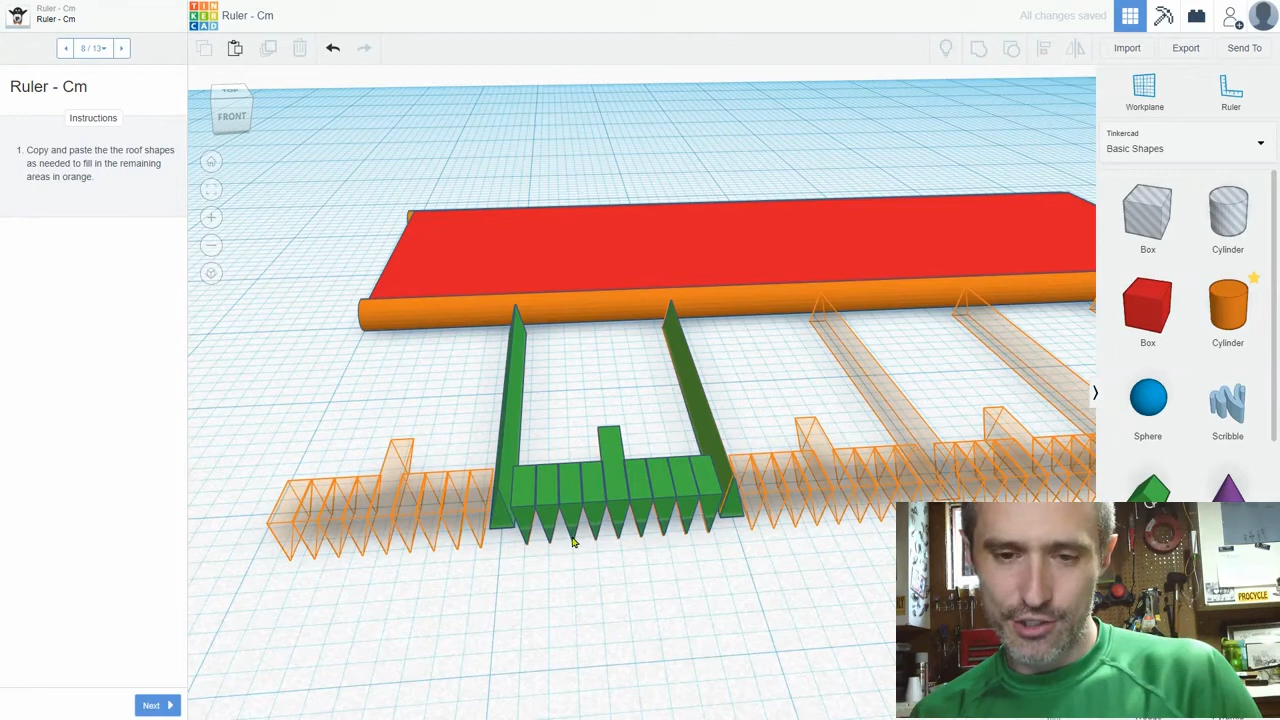 Ruler - Cm
Ruler - Cm
TIN
KER
CAD
Ruler - Cm
All changes saved
8 / 13
Import
Export
Send To
Ruler - Cm
TOP
FRONT
Workplane
Ruler
Instructions
Tinkercad
Basic Shapes
1. Copy and paste the the roof shapes
as needed to fill in the remaining
areas in orange.
Box
Cylinder
Box
Cylinder
Sphere
Scribble
PROCYCLE
Next